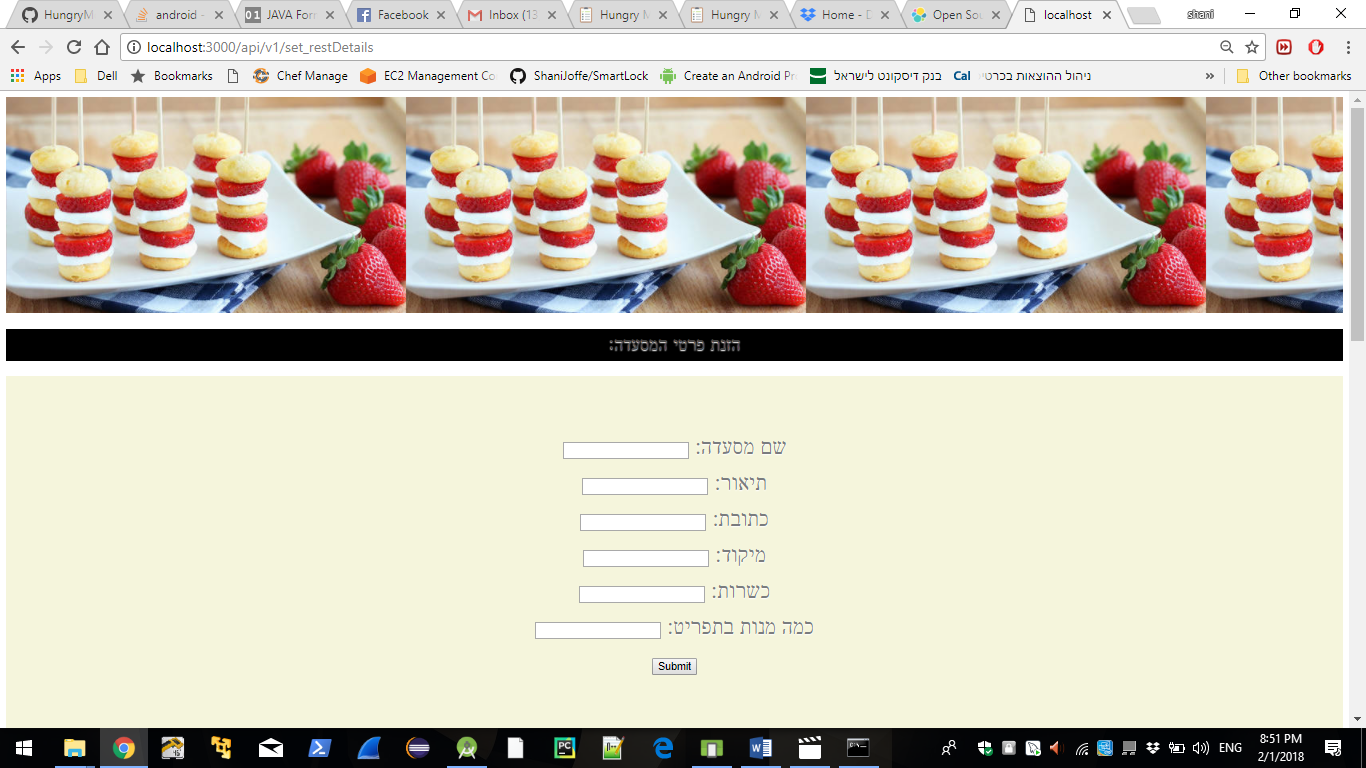 HungryM
android -
JAVA For
Facebook
Inbox (13
Hungry M
Hungry M
Home - D
Open Sou
localhost
shani
localhost:3000/api/v1/set_restDetails
Apps
Dell
Bookmarks
Chef Manage
EC2 Management Co
ShaniJoffe/SmartLock
Create an Android Pr
בנק דיסקונט לישראל
Cal
ניהול ההוצאות בכרטי
»
Other bookmarks
הזנת פרטי המסעדה:
שם מסעדה:
תיאור:
כתובת:
מיקוד:
כשרות:
כמה מנות בתפריט:
Submit
ENG
8:51 PM
2/1/2018